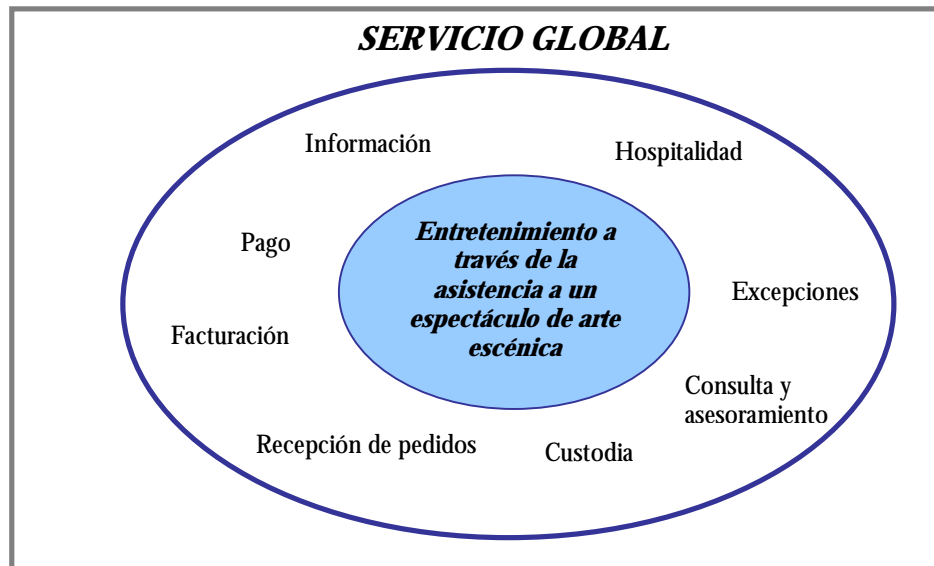 SERVICIO GLOBAL
Información
Hospitalidad
Pago
Entretenimiento a
través de la
asistencia a un
espectáculo de arte
escénica
Excepciones
Facturación
Consulta y
asesoramiento
Recepción de pedidos
Custodia